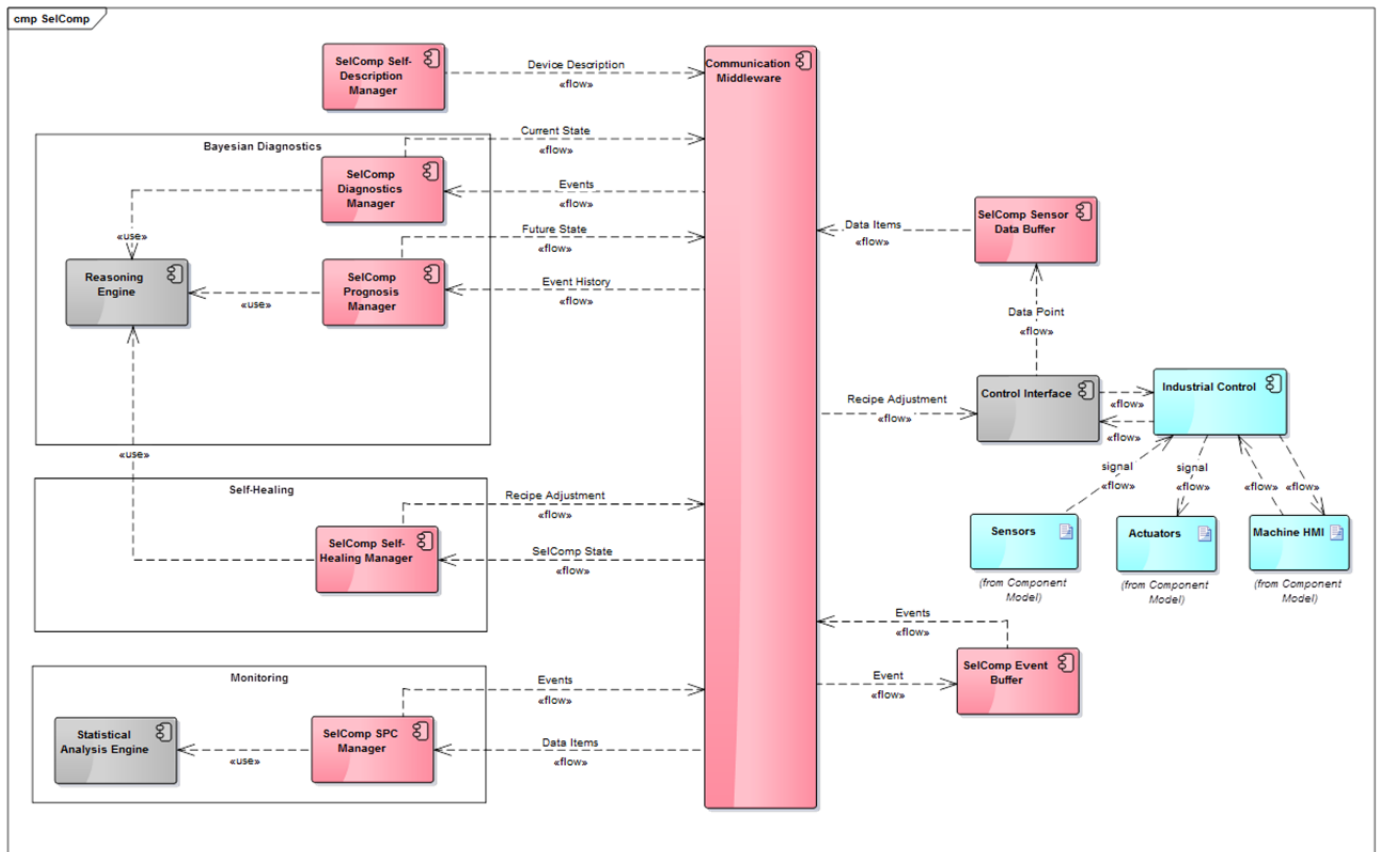 cmp SelComp
SelComp Self-
Description
Manager
Device Description
«flow»
Communication
Middleware
Bayesian Diagnostics
Current State
«flow»
SelComp
Diagnostics
Manager
Events
«flow»
«use»
Future State
«flow»
Reasoning
Engine
SelComp
Prognosis
Manager
«use»
Event History
«flow»
«use»
Self-Healing
Recipe Adjustment
«flow»
SelComp Self-
Healing Manager
SelComp State
«flow»
Monitoring
Events
«flow»
Statistical
Analysis Engine
SelComp SPC
Manager
«use»
Data Items
«flow»
Data Items
«flow»
SelComp Sensor
Data Buffer
Data Point
«flow»
Recipe Adjustment
«flow»
Control Interface
«flow»
«flow»
Industrial Control
signal
«flow»
signal
«flow»
«flow»
«flow»
Sensors
(from Component
Model)
Actuators
(from Component
Model)
Machine HMI
(from Component
Model)
Events
«flow»
Event
«flow»
SelComp Event
Buffer